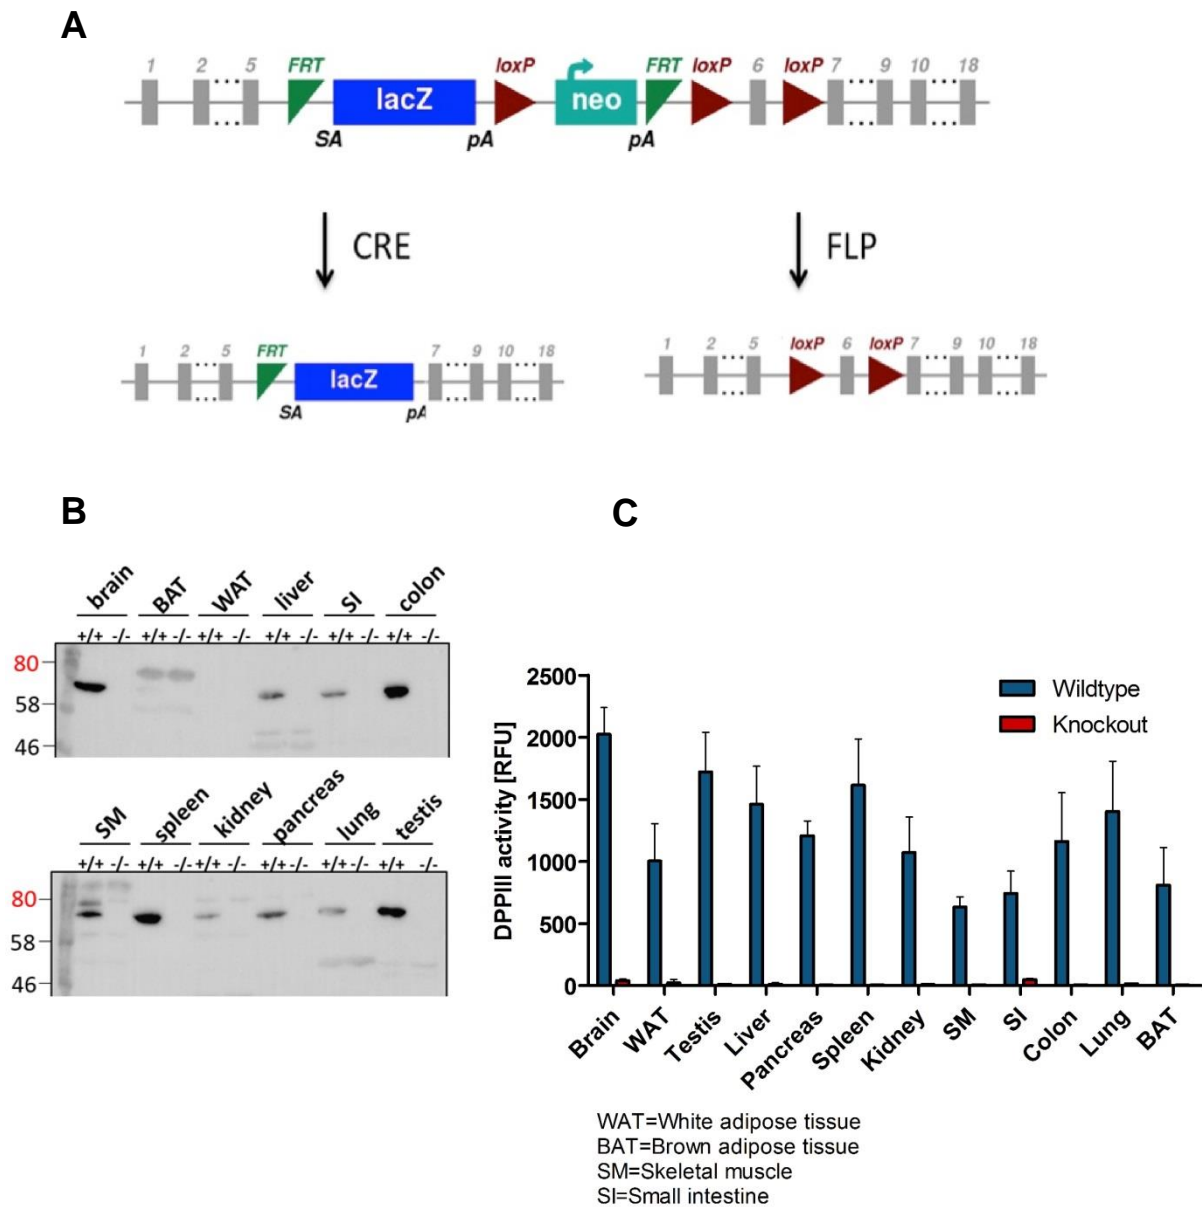 A
1 2 5 FRT loxP FRT loxP 6 loxP 7 9 10 18
lacZ neo
SA pA pA
CRE FLP
1 2 5 FRT 7 9 10 18
lacZ
SA pA
1 2 5 loxP 6 loxP 7 9 10 18
B
brain BAT WAT liver SI colon
+/+ -/- +/+ -/- +/+ -/- +/+ -/- +/+ -/- +/+ -/-
80
58
46
SM spleen kidney pancreas lung testis
+/+ -/- +/+ -/- +/+ -/- +/+ -/- +/+ -/- +/+ -/-
80
58
46
C
DPPIII activity [RFU]
2500
2000
1500
1000
500
0
Wildtype
Knockout
Brain WAT Testis Liver Pancreas Spleen Kidney SM SI Colon Lung BAT
WAT=White adipose tissue
BAT=Brown adipose tissue
SM=Skeletal muscle
SI=Small intestine